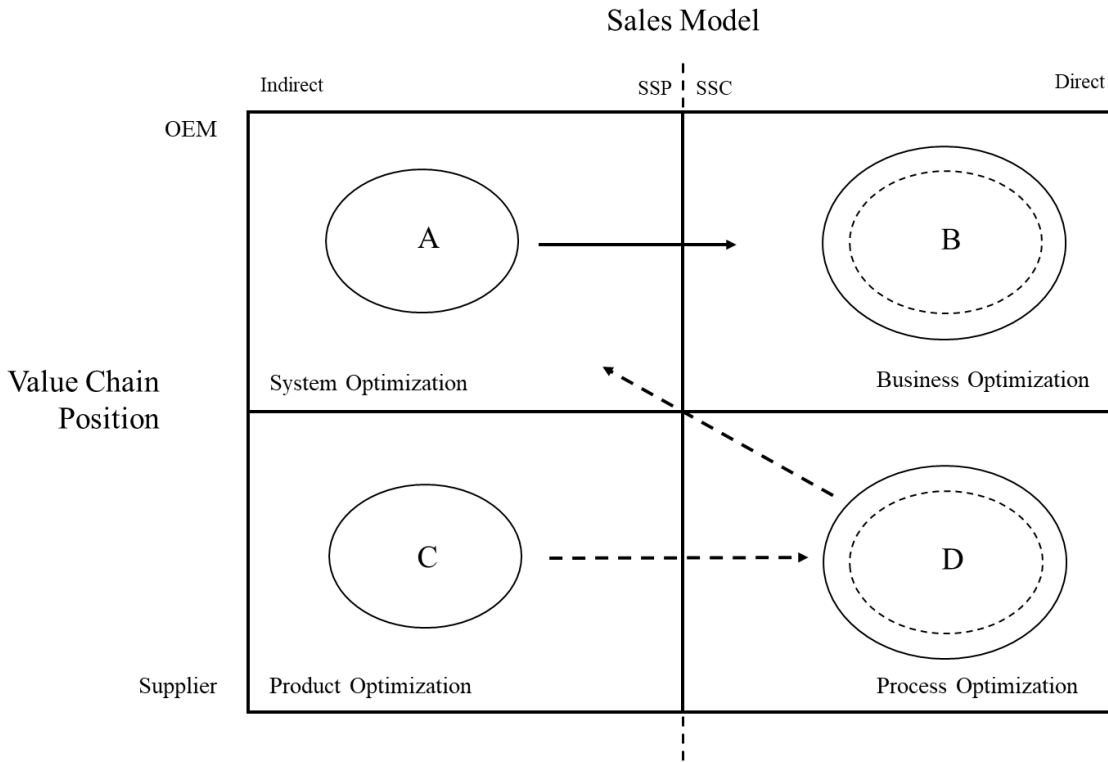 Sales Model
Indirect
SSP
SSC
Direct
OEM
A
B
Value Chain
Position
System Optimization
Business Optimization
C
D
Supplier
Product Optimization
Process Optimization